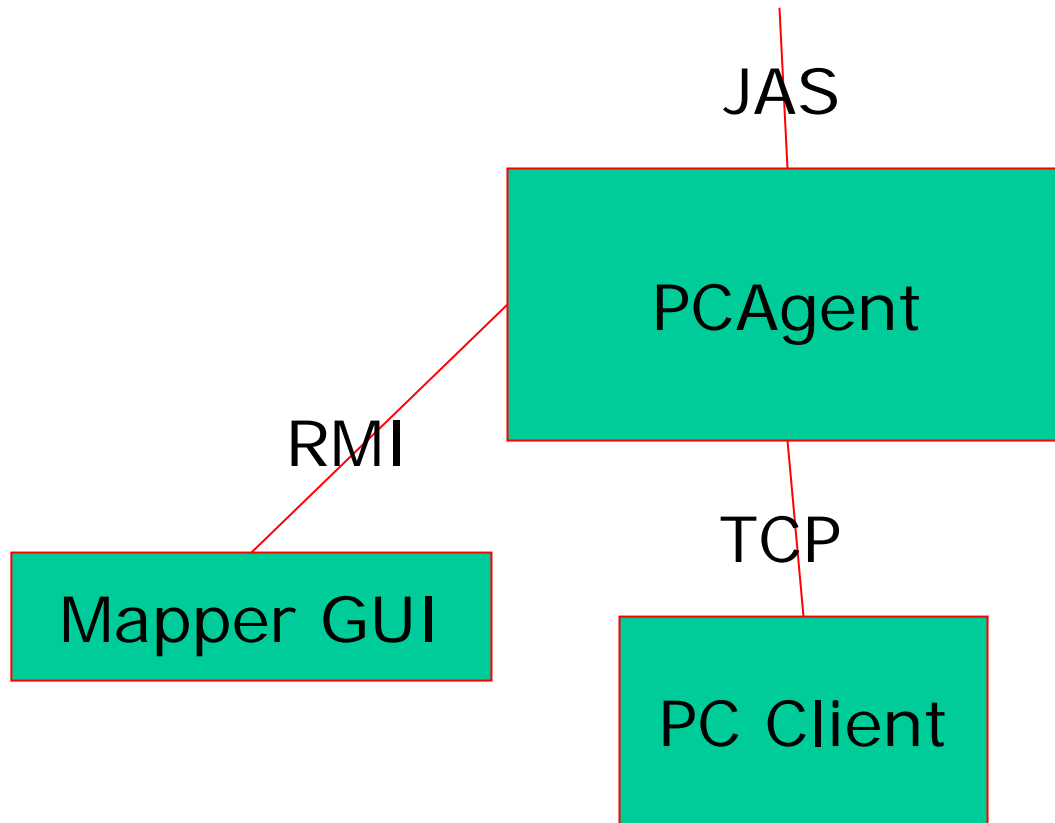 JAS
PCAgent
RMI
TCP
Mapper GUI
PC Client